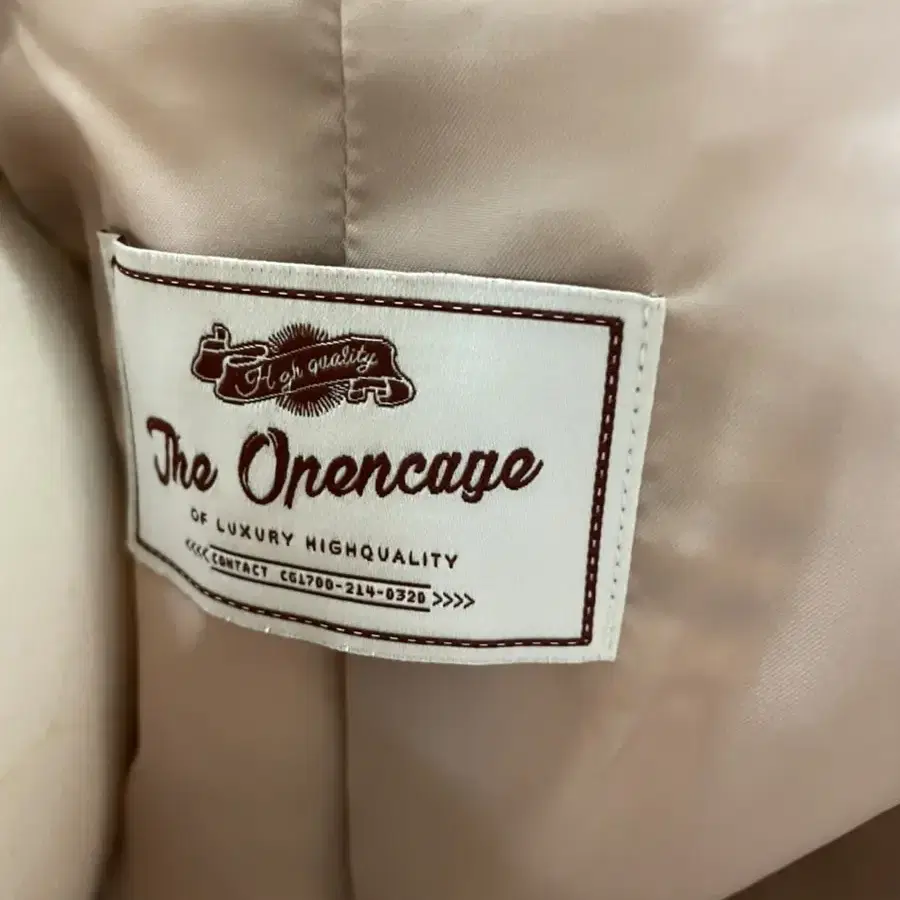 High quality
The Opencage
OF LUXURY HIGHQUALITY
<<<< CONTACT CG1700-214-0320 >>>>